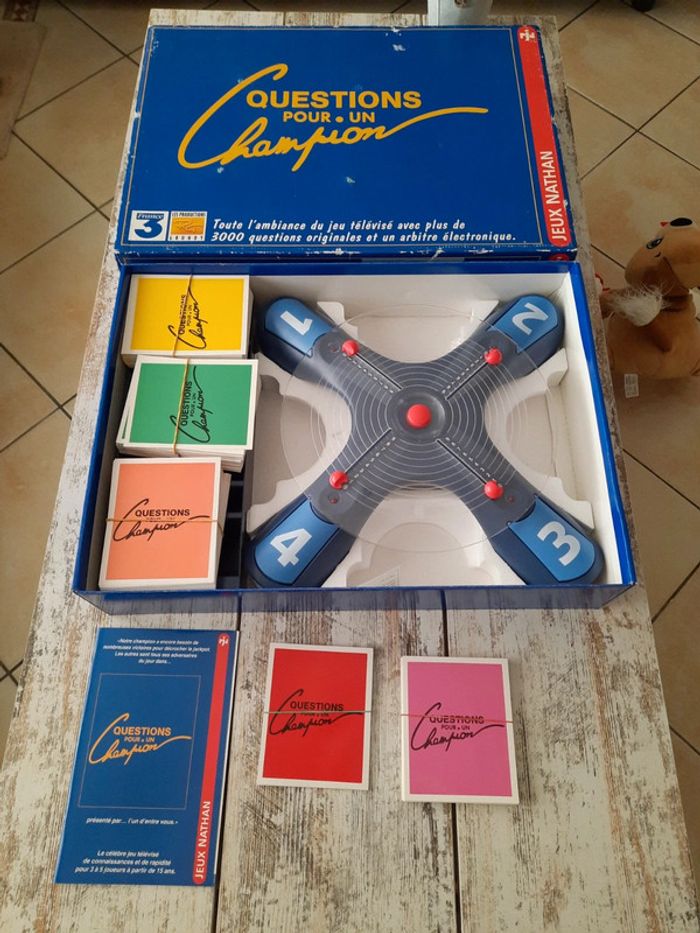 QUESTIONS
POUR • UN
Champion
France
3
LES PRODUCTIONS
Toute l'ambiance du jeu télévisé avec plus de
3000 questions originales et un arbitre électronique.
JEUX NATHAN
QUESTIONS
POUR • UN
Champion
QUESTIONS
POUR • UN
Champion
QUESTIONS
POUR • UN
Champion
1
2
3
4
«Notre champion a encore besoin de
nombreuses victoires pour décrocher le jackpot.
Les autres sont tous ses adversaires
du jour dans...
QUESTIONS
POUR • UN
Champion
présenté par... l'un d'entre vous.»
Le célèbre jeu télévisé
de connaissances et de rapidité
pour 3 à 5 joueurs à partir de 15 ans.
JEUX NATHAN
QUESTIONS
POUR • UN
Champion
QUESTIONS
POUR • UN
Champion